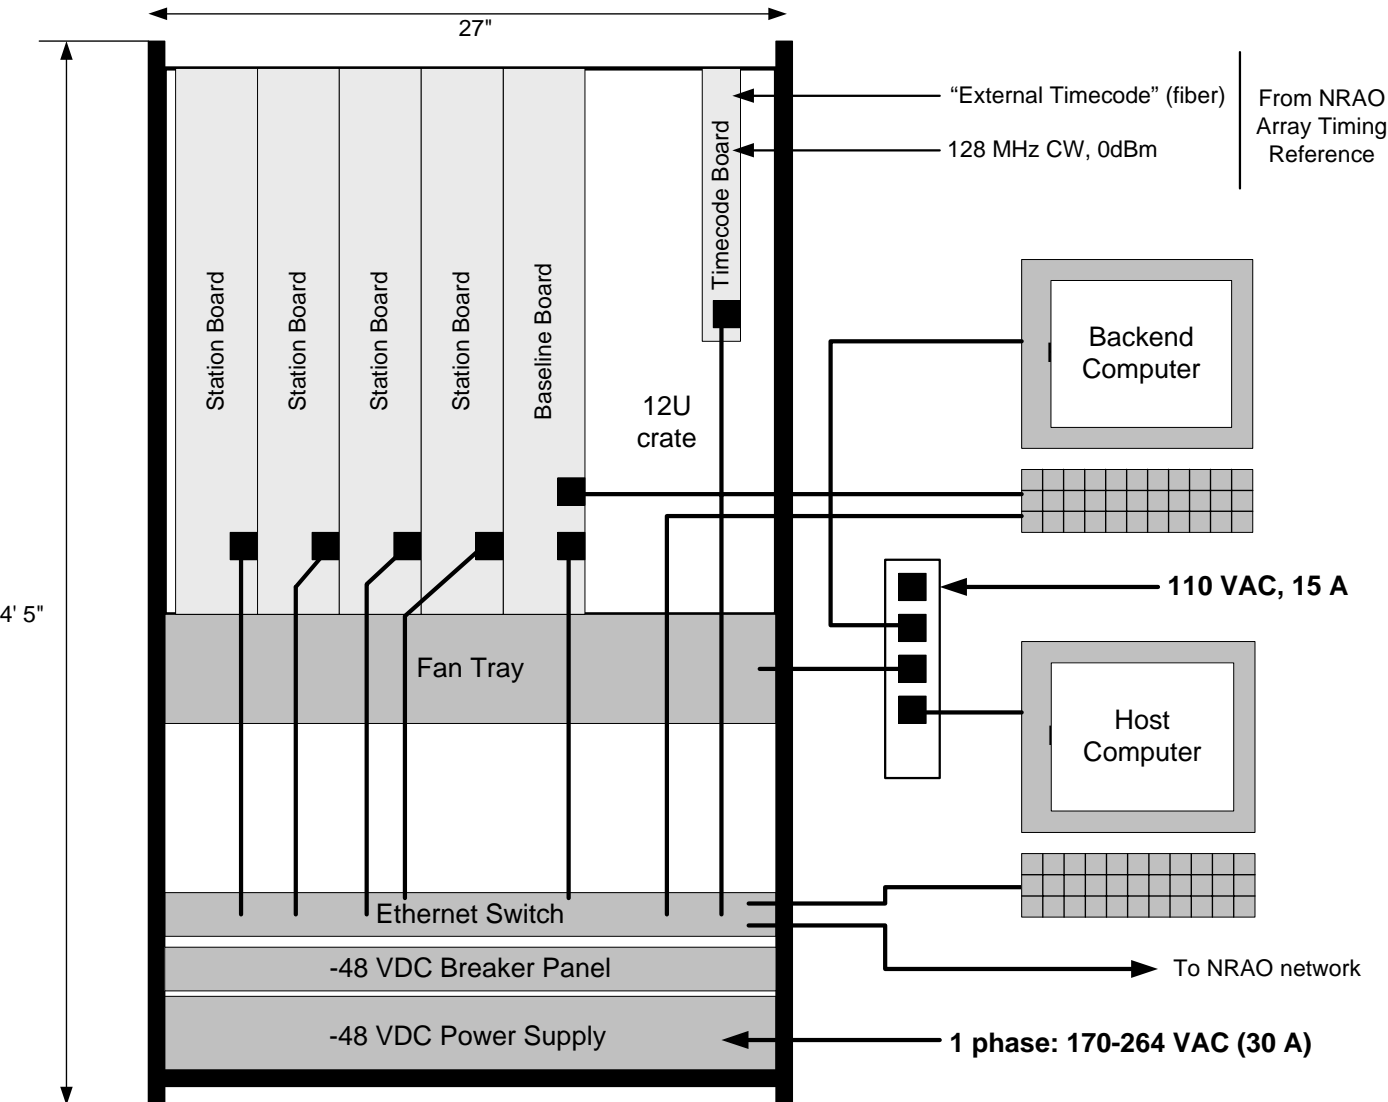 27"
“External Timecode” (fiber)
128 MHz CW, 0dBm
From NRAO
Array Timing
Reference
4' 5"
Station Board
Station Board
Station Board
Station Board
Baseline Board
Timecode Board
12U
crate
Backend
Computer
110 VAC, 15 A
Fan Tray
Host
Computer
Ethernet Switch
-48 VDC Breaker Panel
To NRAO network
-48 VDC Power Supply
1 phase: 170-264 VAC (30 A)